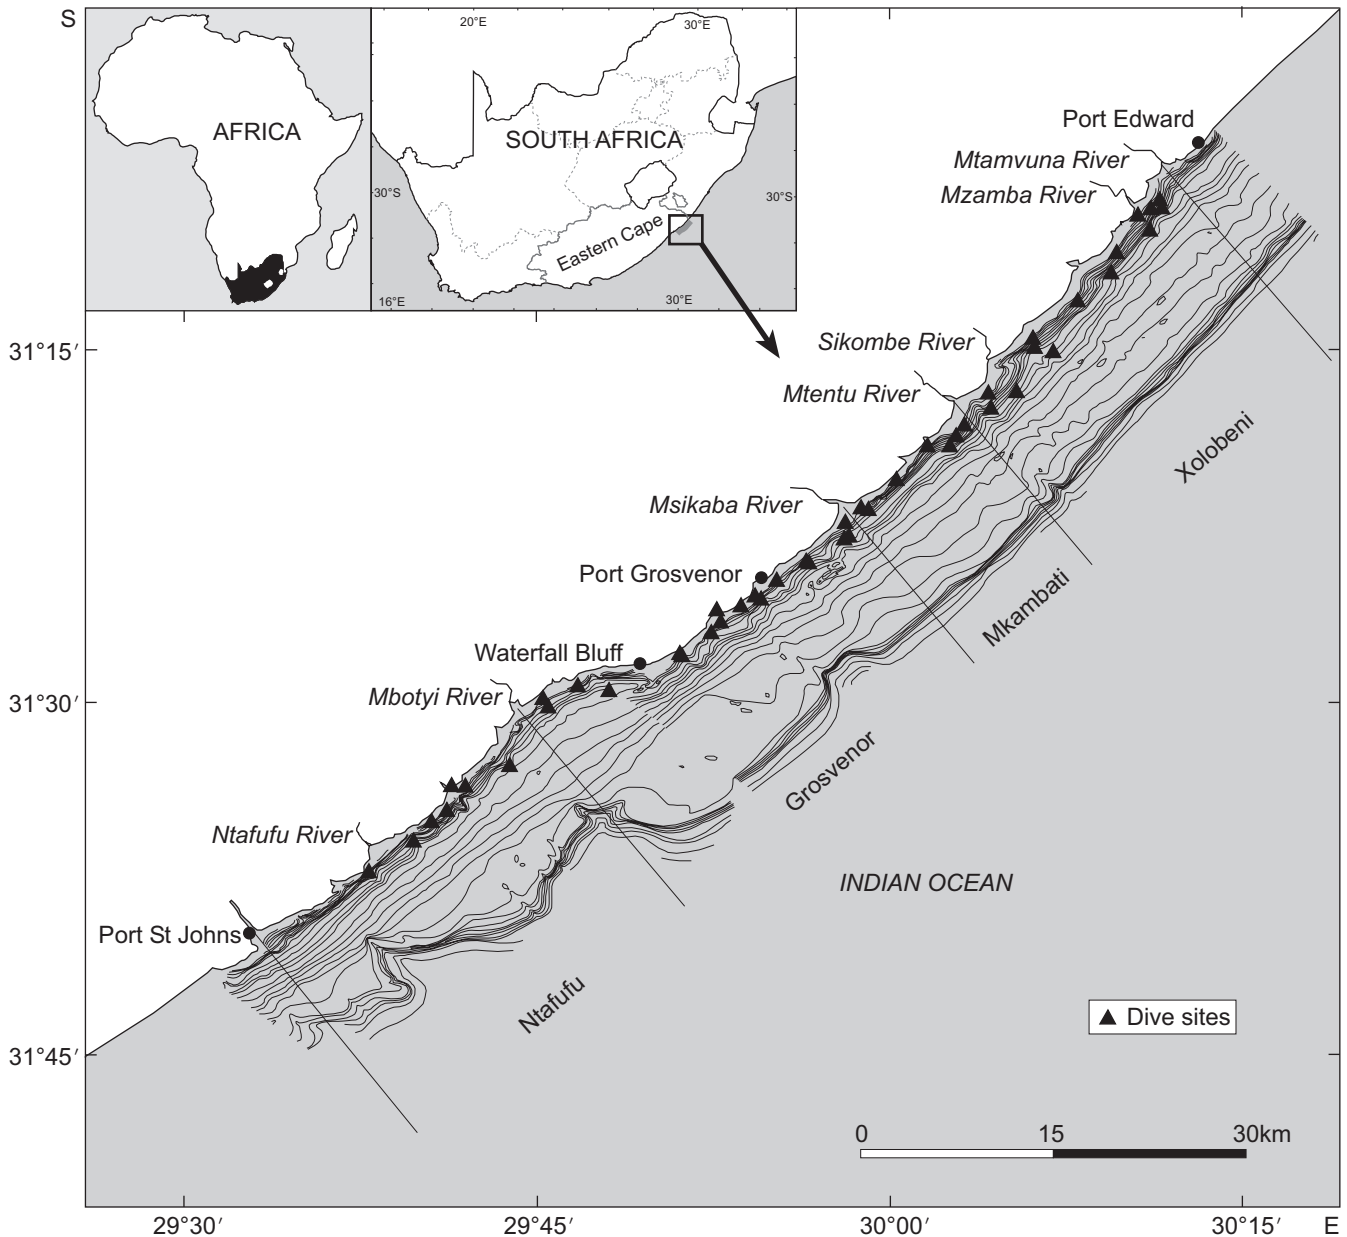 S
20°E
30°E
AFRICA
SOUTH AFRICA
30°S
30°S
Eastern Cape
16°E
30°E
Port Edward
Mtamvuna River
Mzamba River
Sikombe River
31°15′
Mtentu River
Xolobeni
Msikaba River
Port Grosvenor
Mkambati
Waterfall Bluff
Mbotyi River
31°30′
Grosvenor
Ntafufu River
INDIAN OCEAN
Port St Johns
Ntafufu
Dive sites
31°45′
0 15 30km
29°30′ 29°45′ 30°00′ 30°15′ E